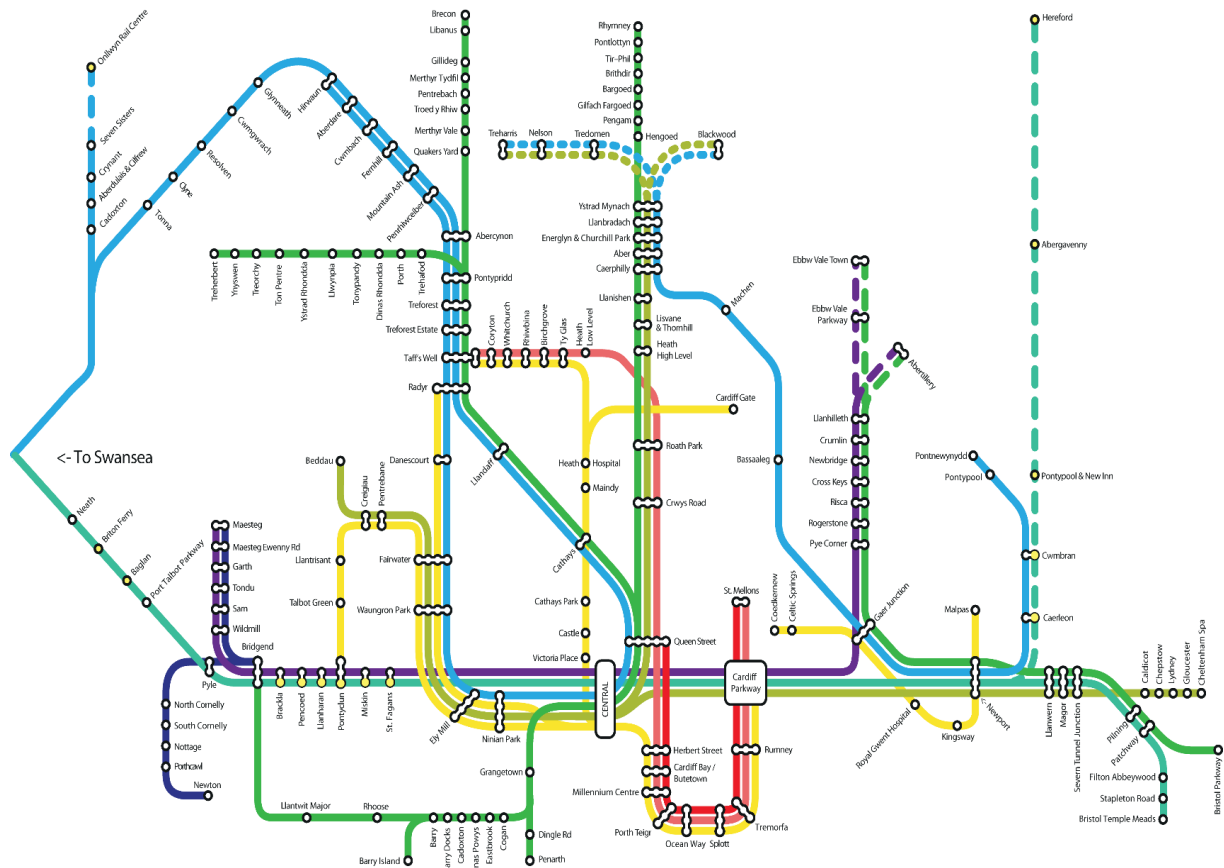 Onllwyn Rail Centre
Seven Sisters
Crynant
Aberdulais & Cilfrew
Cadoxton
Tonna
Clyne
Resolven
Cwmgwrach
Glynneath
Hirwaun
Aberdare
Cwmbach
Fernhill
Mountain Ash
Penrhiwceiber
Brecon
Libanus
Gillideg
Merthyr Tydfil
Pentrebach
Troed y Rhiw
Merthyr Vale
Quakers Yard
Abercynon
Pontypridd
Treforest
Treforest Estate
Taff's Well
Radyr
Treherbert
Ynyswen
Treorchy
Ton Pentre
Ystrad Rhondda
Llwynpia
Tonypandy
Dinas Rhondda
Porth
Trehafod
Coryton
Whitchurch
Rhiwbina
Birchgrove
Ty Glas
Heath
Low Level
Rhymney
Pontlottyn
Tir-Phil
Brithdir
Bargoed
Gilfach Fargoed
Pengam
Hengoed
Treharris
Nelson
Tredomen
Blackwood
Ystrad Mynach
Llanbradach
Energlyn & Churchill Park
Aber
Caerphilly
Llanishen
Lisvane
& Thornhill
Heath
High Level
Machen
Bassaaleg
Cardiff Gate
Roath Park
Crwys Road
Heath
Hospital
Maindy
Cathays
Cathays Park
Castle
Victoria Place
Queen Street
CENTRAL
Llandaff
Danescourt
Fairwater
Waungron Park
Ely Mill
Ninian Park
Beddau
Creigiau
Pentrebane
Llantrisant
Talbot Green
<- To Swansea
Neath
Briton Ferry
Baglan
Port Talbot Parkway
Maesteg
Maesteg Ewenny Rd
Garth
Tondu
Sarn
Wildmill
Bridgend
Pyle
North Cornelly
South Cornelly
Nottage
Porthcawl
Newton
Brackla
Pencoed
Llanharan
Pontyclun
Miskin
St. Fagans
Llantwit Major
Rhoose
Barry Island
Barry
arry Docks
Cadoxton
nas Powys
Eastbrook
Cogan
Grangetown
Dingle Rd
Penarth
St. Mellons
Cardiff
Parkway
Herbert Street
Cardiff Bay /
Butetown
Millennium Centre
Porth Teigr
Ocean Way
Splott
Tremorfa
Rumney
Ebbw Vale Town
Ebbw Vale
Parkway
Abertillery
Llanhilleth
Crumlin
Newbridge
Cross Keys
Risca
Rogerstone
Pye Corner
Coedkernew
Celtic Springs
Gaer Junction
Royal Gwent Hospital
Kingsway
Malpas
<- Newport
Pontnewynydd
Pontypool
Hereford
Abergavenny
Pontypool & New Inn
Cwmbran
Caerleon
Llanwern
Magor
Severn Tunnel Junction
Caldicot
Chepstow
Lydney
Gloucester
Cheltenham Spa
Pilning
Patchway
Filton Abbeywood
Stapleton Road
Bristol Temple Meads
Bristol Parkway